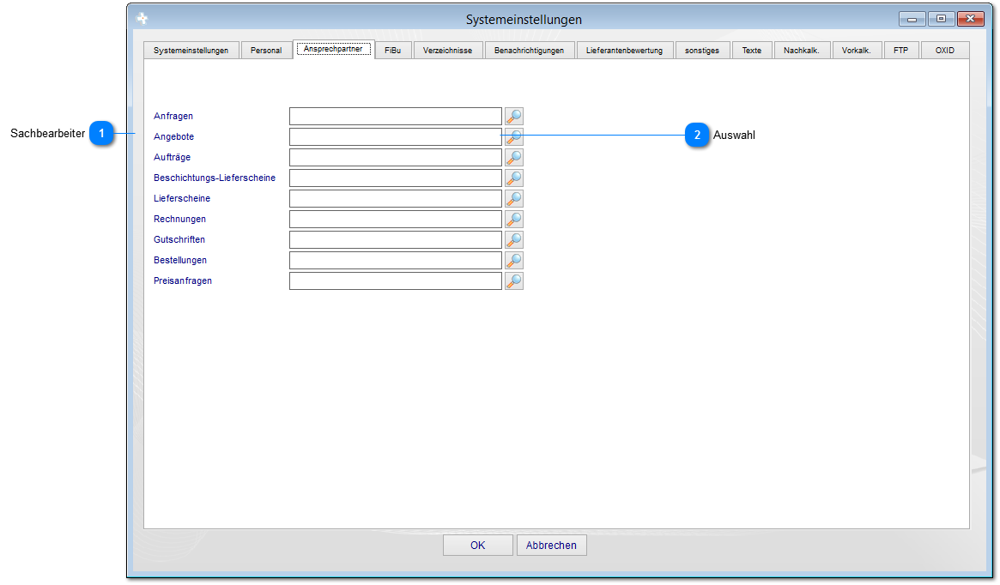 Systemeinstellungen
Systemeinstellungen Personal Ansprechpartner FiBu Verzeichnisse Benachrichtigungen Lieferantenbewertung sonstiges Texte Nachkalk. Vorkalk. FTP OXID
Anfragen
Sachbearbeiter 1
Angebote
2 Auswahl
Aufträge
Beschichtungs-Lieferscheine
Lieferscheine
Rechnungen
Gutschriften
Bestellungen
Preisanfragen
OK Abbrechen